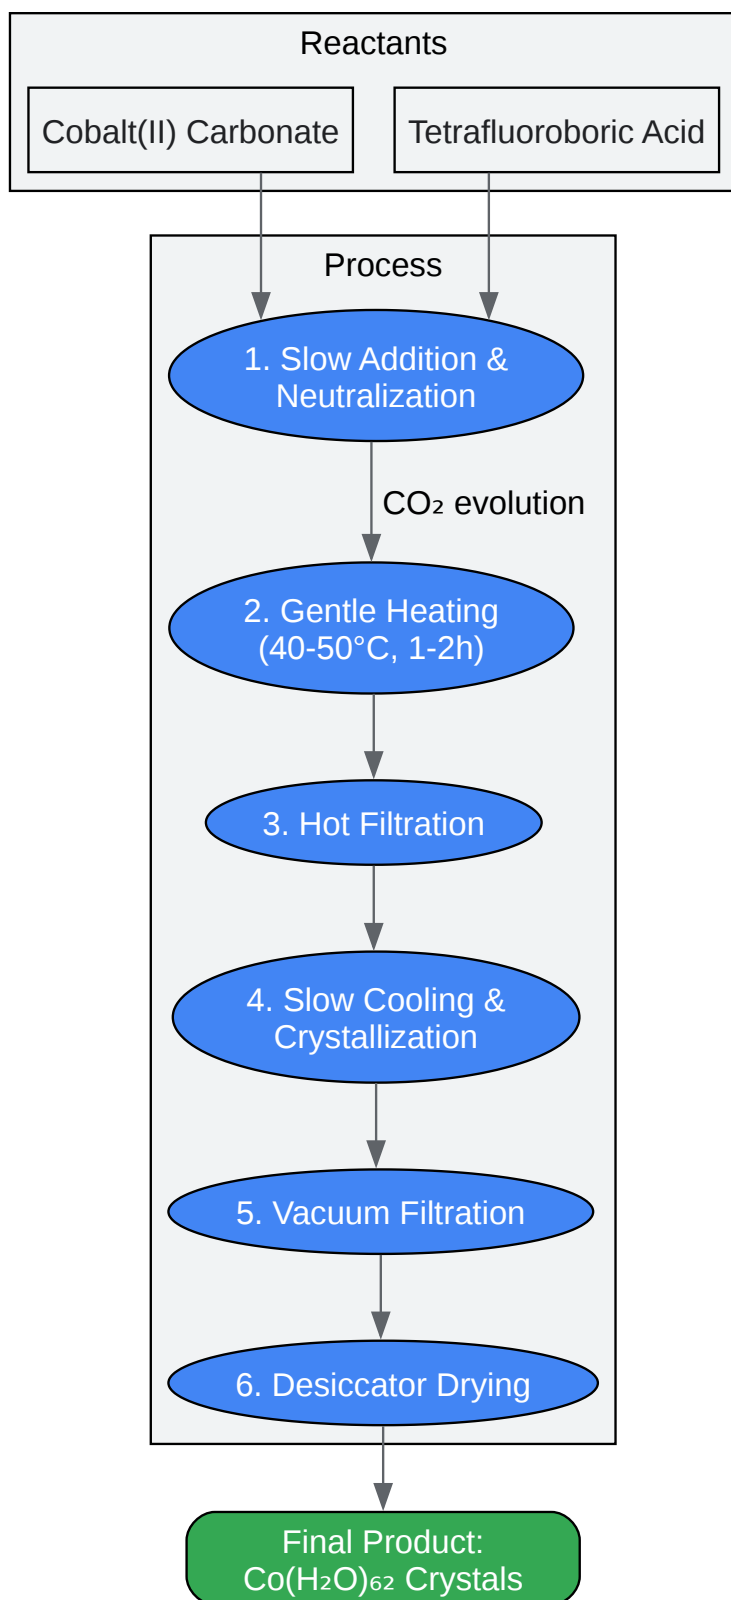 Reactants
Cobalt(II) Carbonate
Tetrafluoroboric Acid
Process
1. Slow Addition &
Neutralization
CO₂ evolution
2. Gentle Heating
(40-50°C, 1-2h)
3. Hot Filtration
4. Slow Cooling &
Crystallization
5. Vacuum Filtration
6. Desiccator Drying
Final Product:
Co(H₂O)₆₂ Crystals